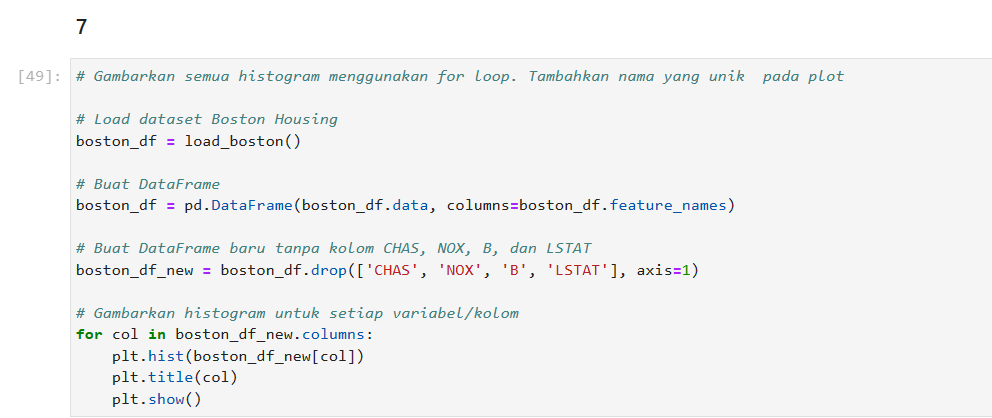 7
[49]: # Gambarkan semua histogram menggunakan for loop. Tambahkan nama yang unik  pada plot
# Load dataset Boston Housing
boston_df = load_boston()
# Buat DataFrame
boston_df = pd.DataFrame(boston_df.data, columns=boston_df.feature_names)
# Buat DataFrame baru tanpa kolom CHAS, NOX, B, dan LSTAT
boston_df_new = boston_df.drop(['CHAS', 'NOX', 'B', 'LSTAT'], axis=1)
# Gambarkan histogram untuk setiap variabel/kolom
for col in boston_df_new.columns:
    plt.hist(boston_df_new[col])
    plt.title(col)
    plt.show()